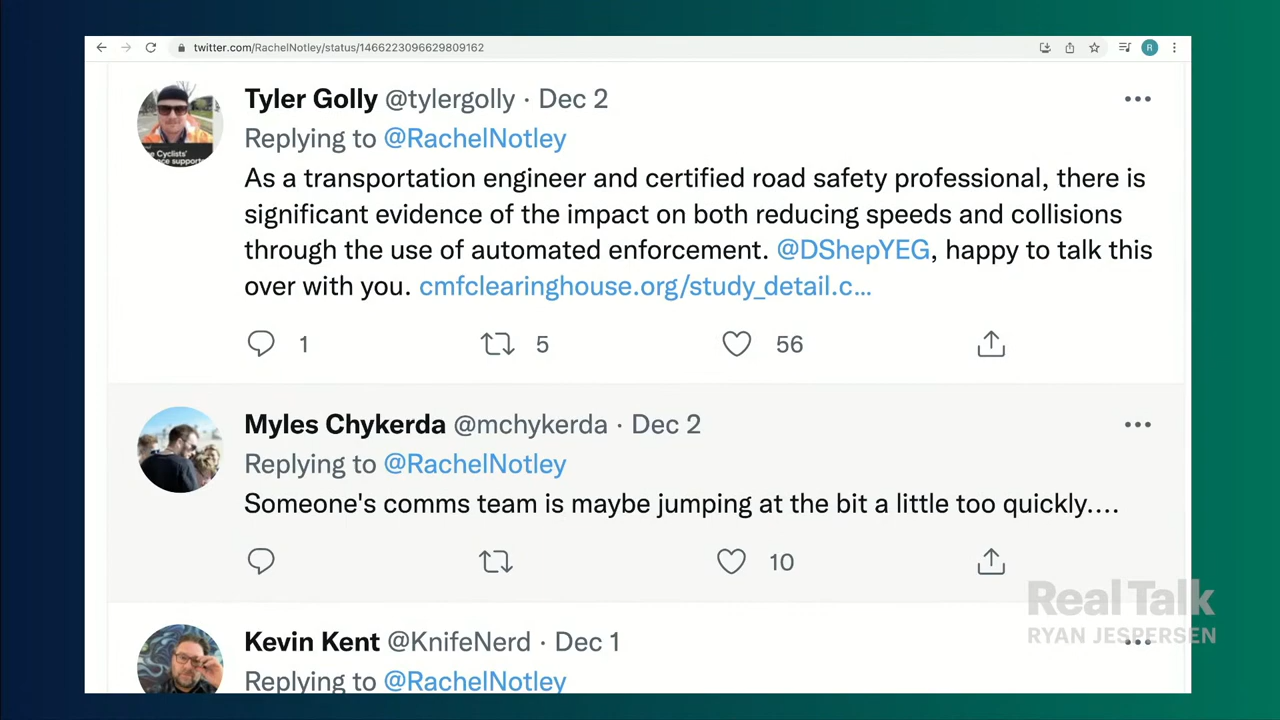 twitter.com/RachelNotley/status/1466223096629809162
R
Tyler Golly @tylergolly · Dec 2
Replying to @RachelNotley
As a transportation engineer and certified road safety professional, there is
significant evidence of the impact on both reducing speeds and collisions
through the use of automated enforcement. @DShepYEG, happy to talk this
over with you. cmfclearinghouse.org/study_detail.c…
1 5 56
Myles Chykerda @mchykerda · Dec 2
Replying to @RachelNotley
Someone's comms team is maybe jumping at the bit a little too quickly....
10
Kevin Kent @KnifeNerd · Dec 1
Replying to @RachelNotley
Real Talk
RYAN JESPERSEN